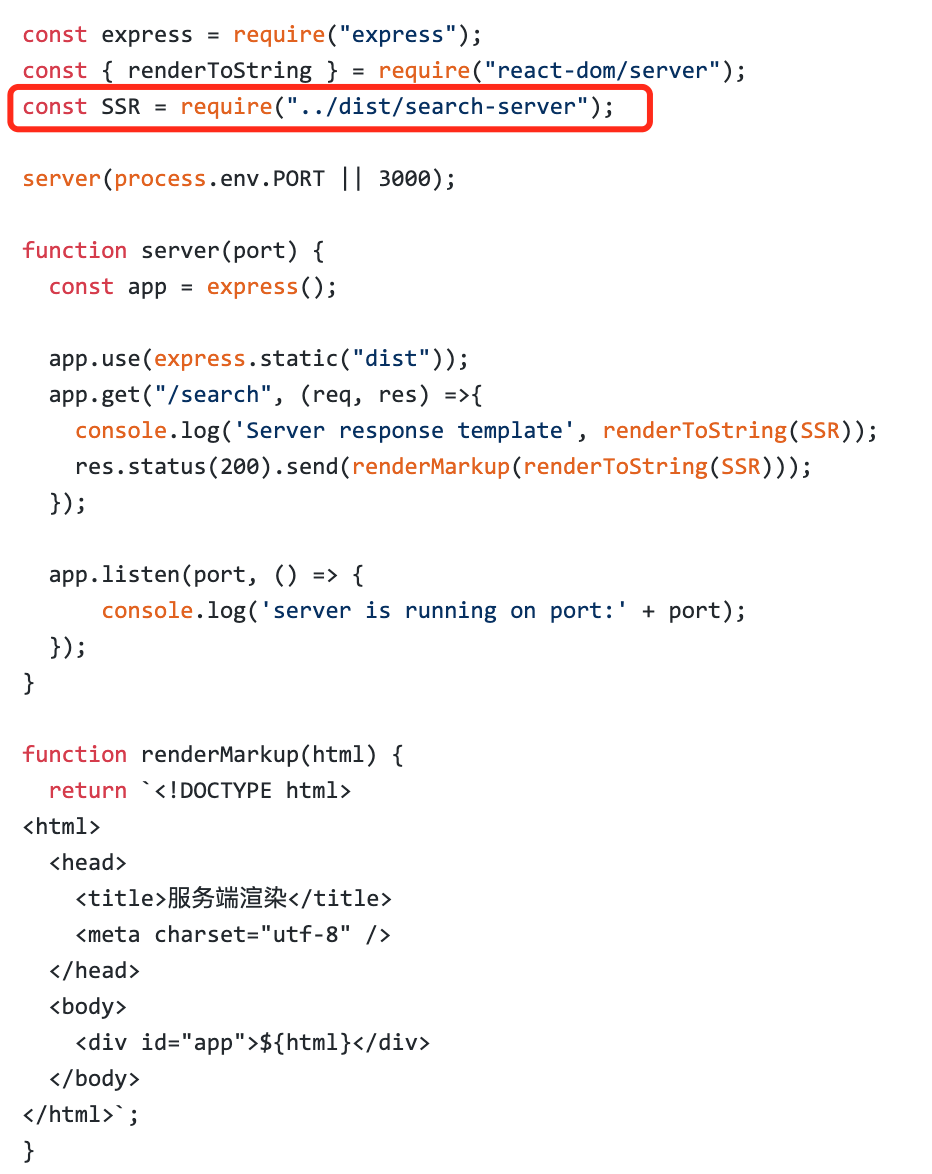 const express = require("express");
const { renderToString } = require("react-dom/server");
const SSR = require("../dist/search-server");
server(process.env.PORT || 3000);
function server(port) {
const app = express();
app.use(express.static("dist"));
app.get("/search", (req, res) =>{
console.log('Server response template', renderToString(SSR));
res.status(200).send(renderMarkup(renderToString(SSR)));
});
app.listen(port, () => {
console.log('server is running on port:' + port);
});
}
function renderMarkup(html) {
return `<!DOCTYPE html>
<html>
<head>
<title>服务端渲染</title>
<meta charset="utf-8" />
</head>
<body>
<div id="app">${html}</div>
</body>
</html>`;
}